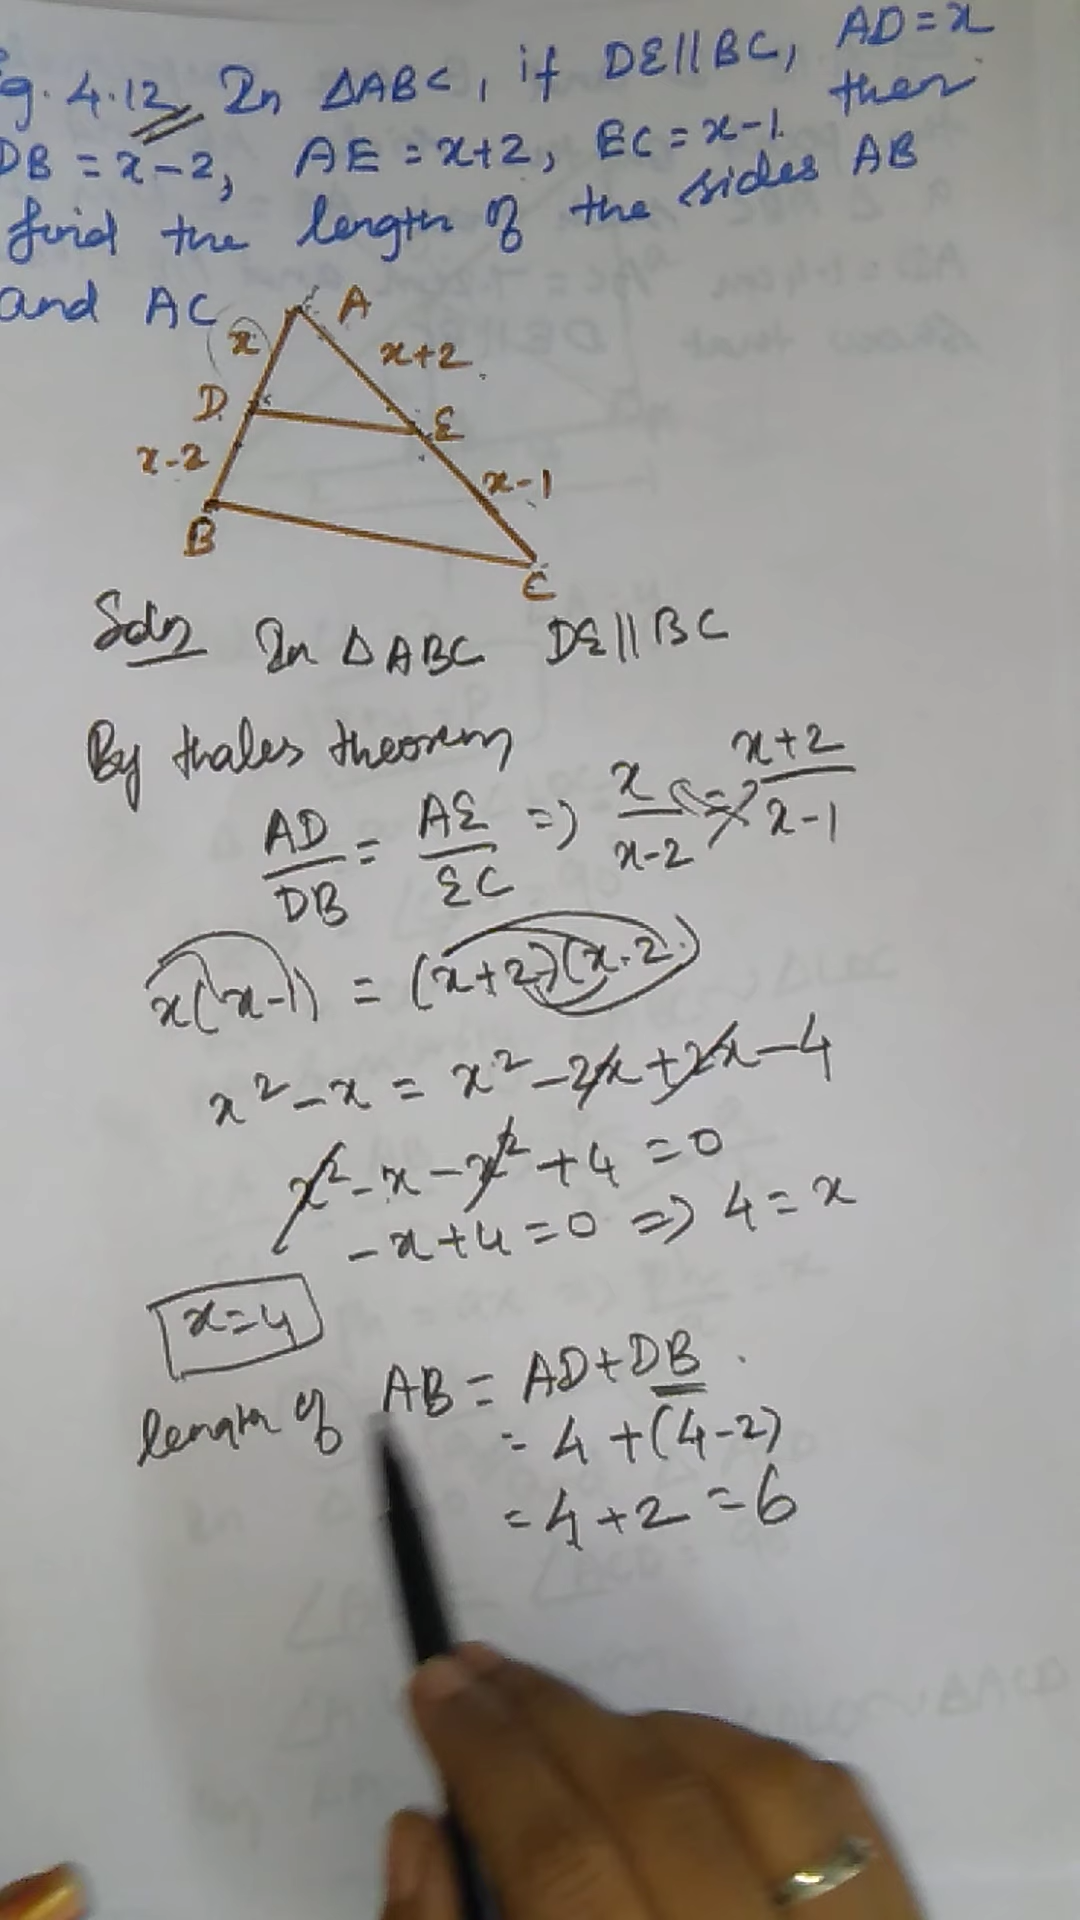 g. 4.12 In ΔABC, if DE||BC, AD = x
DB = x-2, AE = x+2, EC = x-1 then
find the length of the sides AB
and AC
A
x
x+2
D
E
x-2
x-1
B
C
Soln In ΔABC DE||BC
By thales theorem
AD/DB = AE/EC => x/x-2 = x+2/x-1
x(x-1) = (x+2)(x-2)
x² - x = x² - 2x + 2x - 4
x² - x - x² + 4 = 0
-x + 4 = 0 => 4 = x
x = 4
length of AB = AD + DB
= 4 + (4-2)
= 4 + 2 = 6